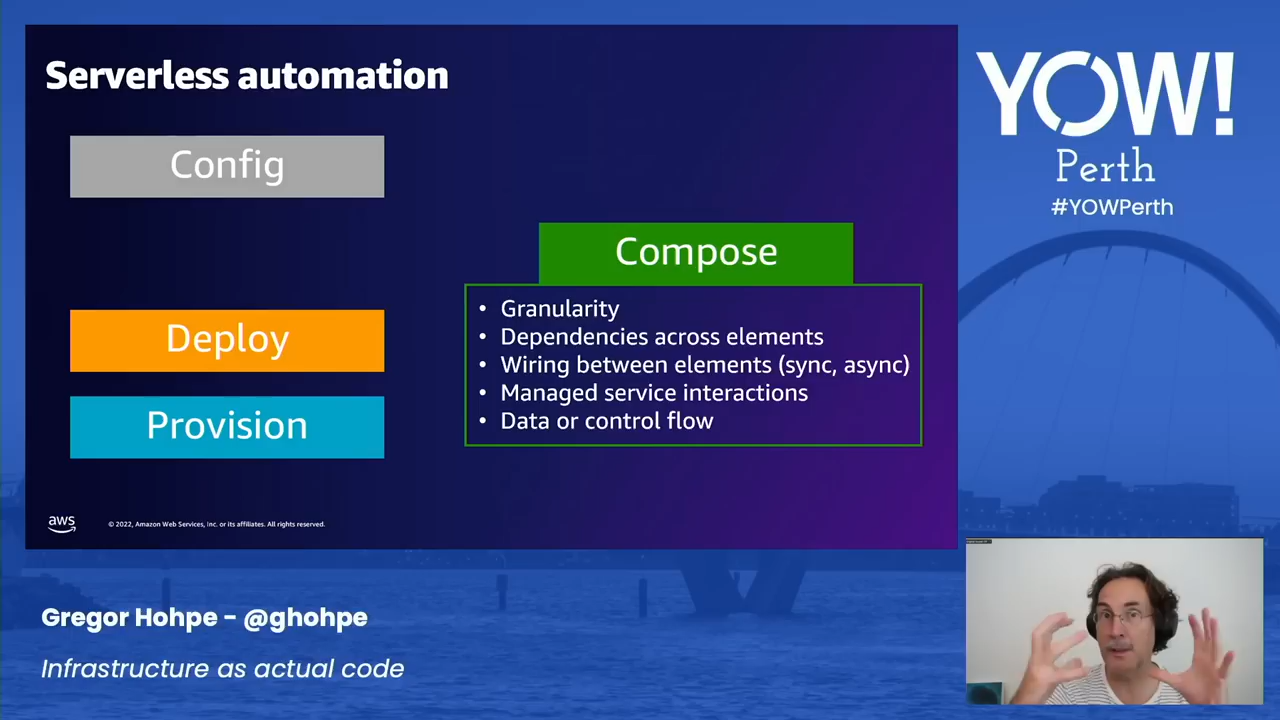 Serverless automation
Config
Deploy
Provision
Compose
• Granularity
• Dependencies across elements
• Wiring between elements (sync, async)
• Managed service interactions
• Data or control flow
aws
© 2022, Amazon Web Services, Inc. or its affiliates. All rights reserved.
YOW!
Perth
#YOWPerth
Gregor Hohpe - @ghohpe
Infrastructure as actual code